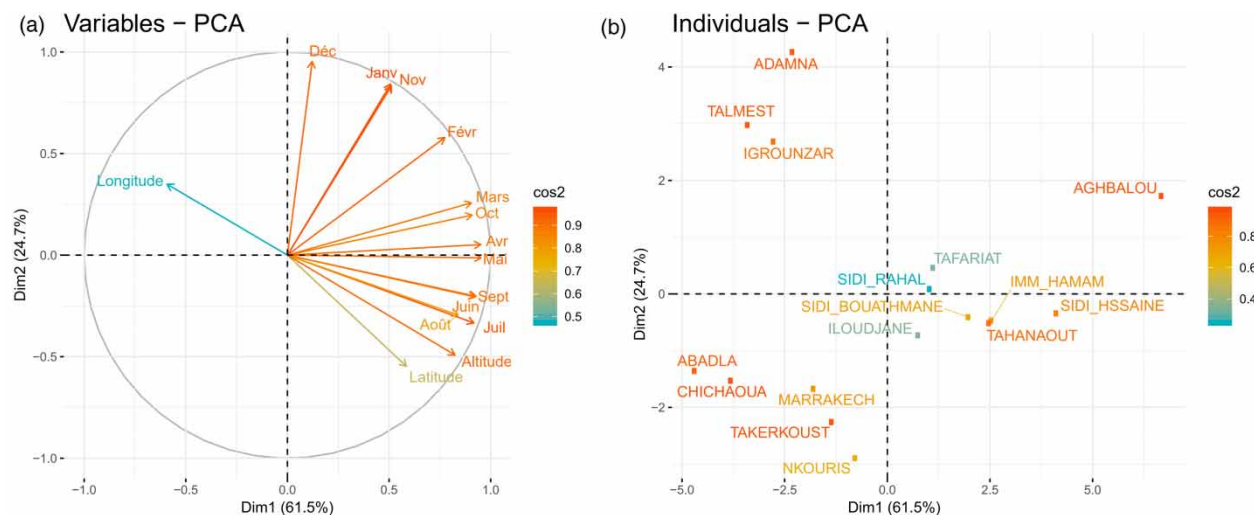 (a) Variables − PCA
1.0
0.5
0.0
−0.5
−1.0
Dim2 (24.7%)
Déc
Janv
Nov
Févr
Longitude
Mars
Oct
Avr
Mai
Sept
Juin
Août
Juil
Altitude
Latitude
−1.0
−0.5
0.0
0.5
1.0
Dim1 (61.5%)
cos2
0.9
0.8
0.7
0.6
0.5
(b) Individuals − PCA
4
2
0
−2
Dim2 (24.7%)
ADAMNA
TALMEST
IGROUNZAR
AGHBALOU
TAFARIAT
SIDI_RAHAL
IMM_HAMAM
SIDI_BOUATHMANE
SIDI_HSSAINE
ILOUDJANE
TAHANAOUT
ABADLA
CHICHAOUA
MARRAKECH
TAKERKOUST
NKOURIS
−5.0
−2.5
0.0
2.5
5.0
Dim1 (61.5%)
cos2
0.8
0.6
0.4